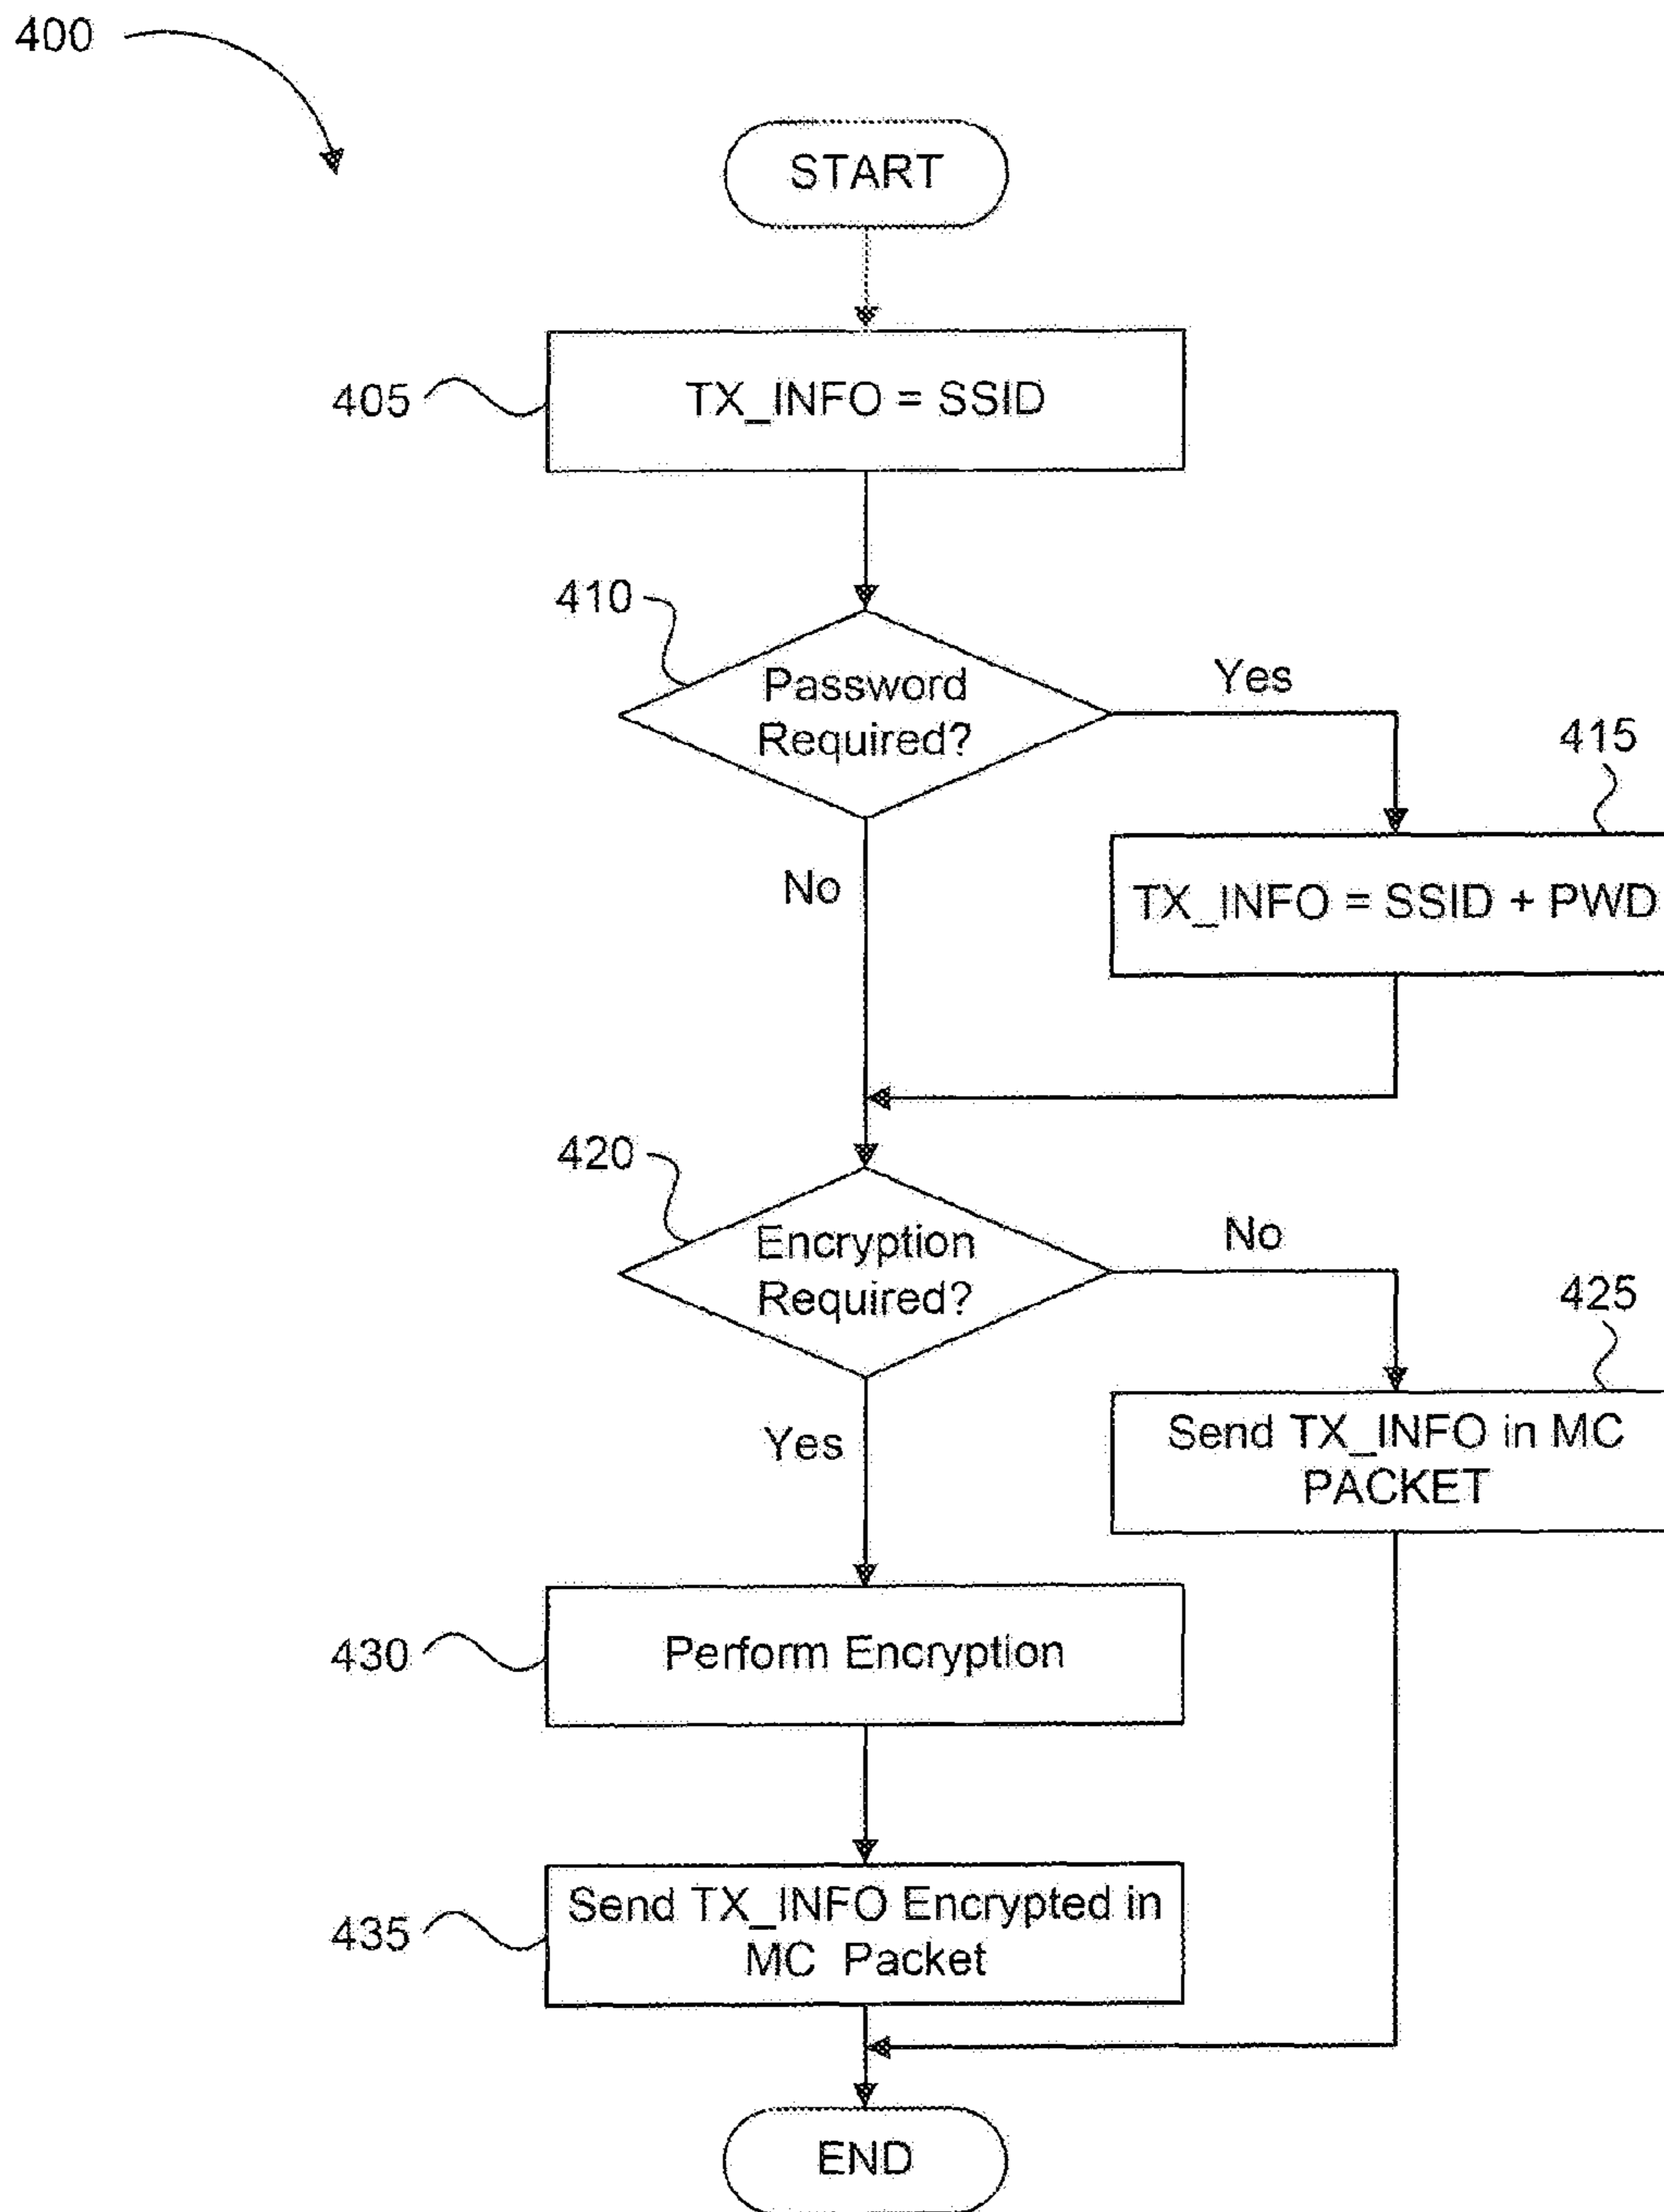 400
START
405
TX_INFO = SSID
410
Password
Required?
Yes
No
415
TX_INFO = SSID + PWD
420
Encryption
Required?
No
Yes
425
Send TX_INFO in MC
PACKET
430
Perform Encryption
435
Send TX_INFO Encrypted in
MC Packet
END